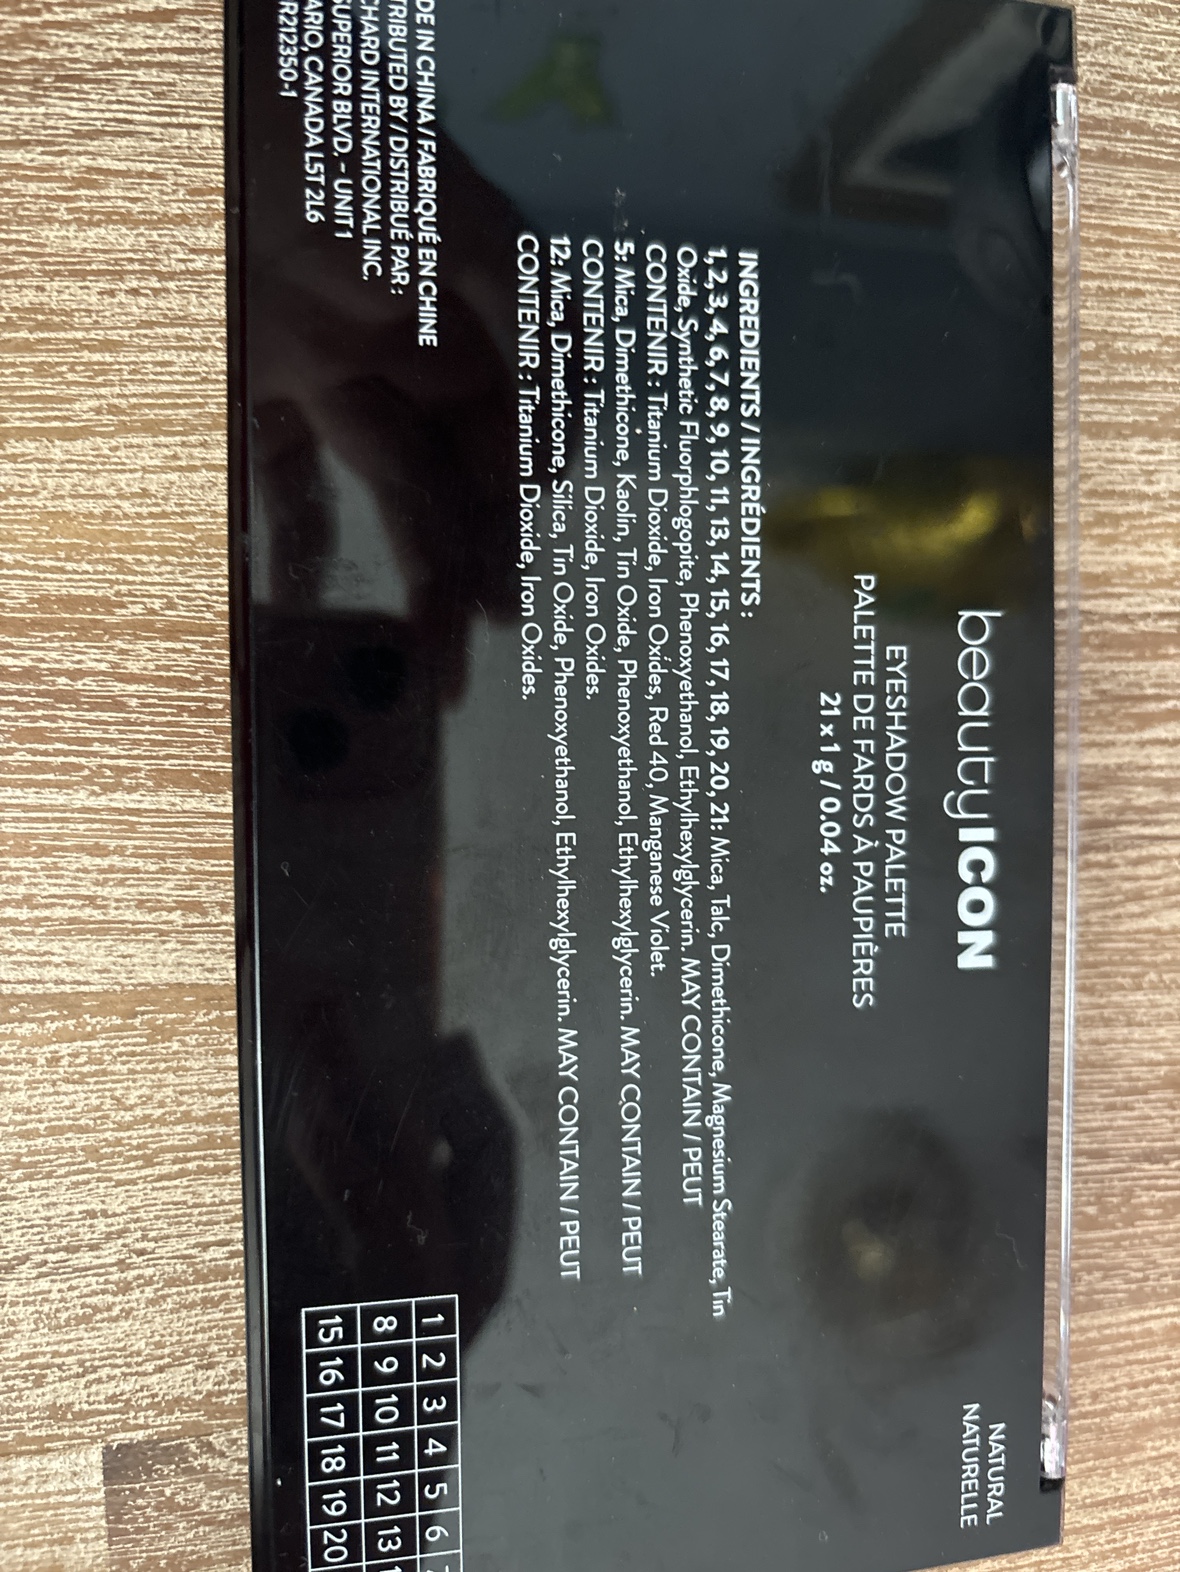 beautyICON
NATURAL
NATURELLE
EYESHADOW PALETTE
PALETTE DE FARDS À PAUPIÈRES
21 x 1 g / 0.04 oz.
INGREDIENTS / INGRÉDIENTS :
1, 2, 3, 4, 6, 7, 8, 9, 10, 11, 13, 14, 15, 16, 17, 18, 19, 20, 21: Mica, Talc, Dimethicone, Magnesium Stearate, Tin
Oxide, Synthetic Fluorphlogopite, Phenoxyethanol, Ethylhexylglycerin. MAY CONTAIN / PEUT
CONTENIR : Titanium Dioxide, Iron Oxides, Red 40, Manganese Violet.
5: Mica, Dimethicone, Kaolin, Tin Oxide, Phenoxyethanol, Ethylhexylglycerin. MAY CONTAIN / PEUT
CONTENIR : Titanium Dioxide, Iron Oxides.
12: Mica, Dimethicone, Silica, Tin Oxide, Phenoxyethanol, Ethylhexylglycerin. MAY CONTAIN / PEUT
CONTENIR : Titanium Dioxide, Iron Oxides.
DE IN CHINA / FABRIQUÉ EN CHINE
TRIBUTED BY / DISTRIBUÉ PAR :
CHARD INTERNATIONAL INC.
SUPERIOR BLVD. - UNIT 1
ARIO, CANADA L5T 2L6
R212350-1
1 2 3 4 5 6
8 9 10 11 12 13
15 16 17 18 19 20